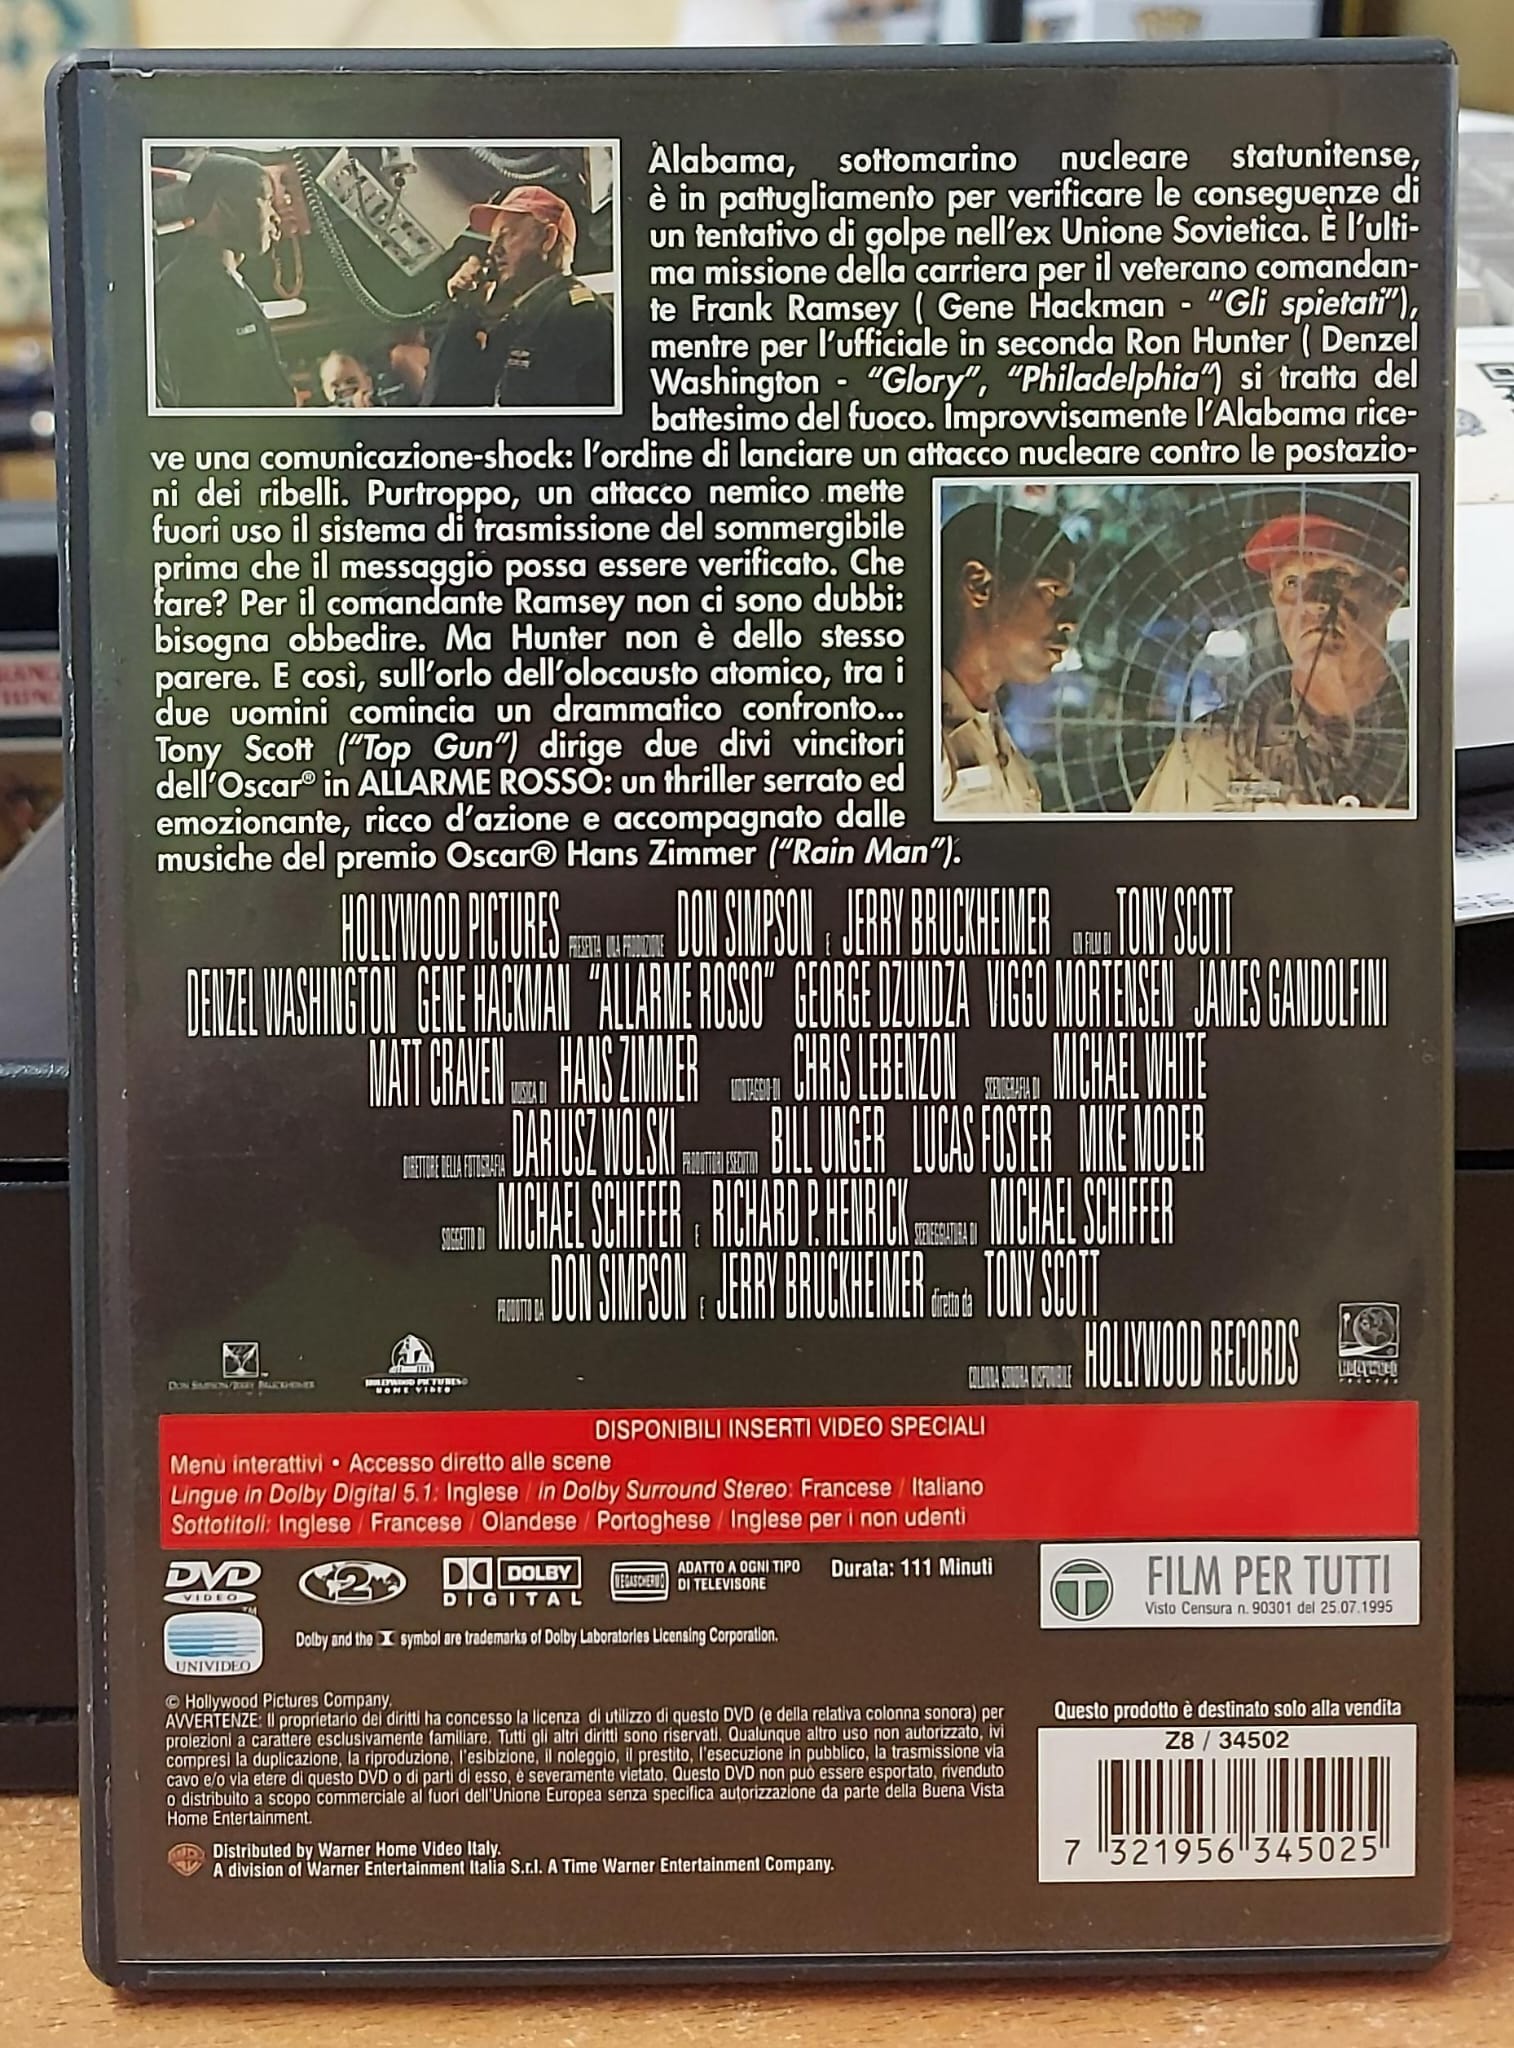 Alabama, sottomarino nucleare statunitense,
è in pattugliamento per verificare le conseguenze di
un tentativo di golpe nell'ex Unione Sovietica. È l'ulti-
ma missione della carriera per il veterano comandan-
te Frank Ramsey ( Gene Hackman - "Gli spietati"),
mentre per l'ufficiale in seconda Ron Hunter ( Denzel
Washington - "Glory", "Philadelphia") si tratta del
battesimo del fuoco. Improvvisamente l'Alabama rice-
ve una comunicazione-shock: l'ordine di lanciare un attacco nucleare contro le postazio-
ni dei ribelli. Purtroppo, un attacco nemico mette
fuori uso il sistema di trasmissione del sommergibile
prima che il messaggio possa essere verificato. Che
fare? Per il comandante Ramsey non ci sono dubbi:
bisogna obbedire. Ma Hunter non è dello stesso
parere. E così, sull'orlo dell'olocausto atomico, tra i
due uomini comincia un drammatico confronto...
Tony Scott ("Top Gun") dirige due divi vincitori
dell'Oscar® in ALLARME ROSSO: un thriller serrato ed
emozionante, ricco d'azione e accompagnato dalle
musiche del premio Oscar® Hans Zimmer ("Rain Man").
HOLLYWOOD PICTURES PRESENTA UNA PRODUZIONE DON SIMPSON E JERRY BRUCKHEIMER UN FILM DI TONY SCOTT
DENZEL WASHINGTON GENE HACKMAN "ALLARME ROSSO" GEORGE DZUNDZA VIGGO MORTENSEN JAMES GANDOLFINI
MATT CRAVEN MUSICA DI HANS ZIMMER MONTAGGIO DI CHRIS LEBENZON SCENOGRAFIA DI MICHAEL WHITE
DIRETTORE DELLA FOTOGRAFIA DARIUSZ WOLSKI PRODUTTORI ESECUTIVI BILL UNGER LUCAS FOSTER MIKE MODER
SOGGETTO DI MICHAEL SCHIFFER E RICHARD P. HENRICK SCENEGGIATURA DI MICHAEL SCHIFFER
PRODOTTO DA DON SIMPSON E JERRY BRUCKHEIMER diretto da TONY SCOTT
COLONNA SONORA DISPONIBILE HOLLYWOOD RECORDS
DON SIMPSON/JERRY BRUCKHEIMER
HOLLYWOOD PICTURES®
HOME VIDEO
DISPONIBILI INSERTI VIDEO SPECIALI
Menù interattivi • Accesso diretto alle scene
Lingue in Dolby Digital 5.1: Inglese / in Dolby Surround Stereo: Francese / Italiano
Sottotitoli: Inglese / Francese / Olandese / Portoghese / Inglese per i non udenti
DVD
VIDEO
2
DOLBY
DIGITAL
MEGASCHERMO
ADATTO A OGNI TIPO
DI TELEVISORE
Durata: 111 Minuti
T
FILM PER TUTTI
Visto Censura n. 90301 del 25.07.1995
UNIVIDEO
Dolby and the symbol are trademarks of Dolby Laboratories Licensing Corporation.
© Hollywood Pictures Company.
AVVERTENZE: Il proprietario dei diritti ha concesso la licenza di utilizzo di questo DVD (e della relativa colonna sonora) per
proiezioni a carattere esclusivamente familiare. Tutti gli altri diritti sono riservati. Qualunque altro uso non autorizzato, ivi
compresi la duplicazione, la riproduzione, l'esibizione, il noleggio, il prestito, l'esecuzione in pubblico, la trasmissione via
cavo e/o via etere di questo DVD o di parti di esso, è severamente vietato. Questo DVD non può essere esportato, rivenduto
o distribuito a scopo commerciale al fuori dell'Unione Europea senza specifica autorizzazione da parte della Buena Vista
Home Entertainment.
Distributed by Warner Home Video Italy.
A division of Warner Entertainment Italia S.r.l. A Time Warner Entertainment Company.
Questo prodotto è destinato solo alla vendita
Z8 / 34502
7 321956 345025